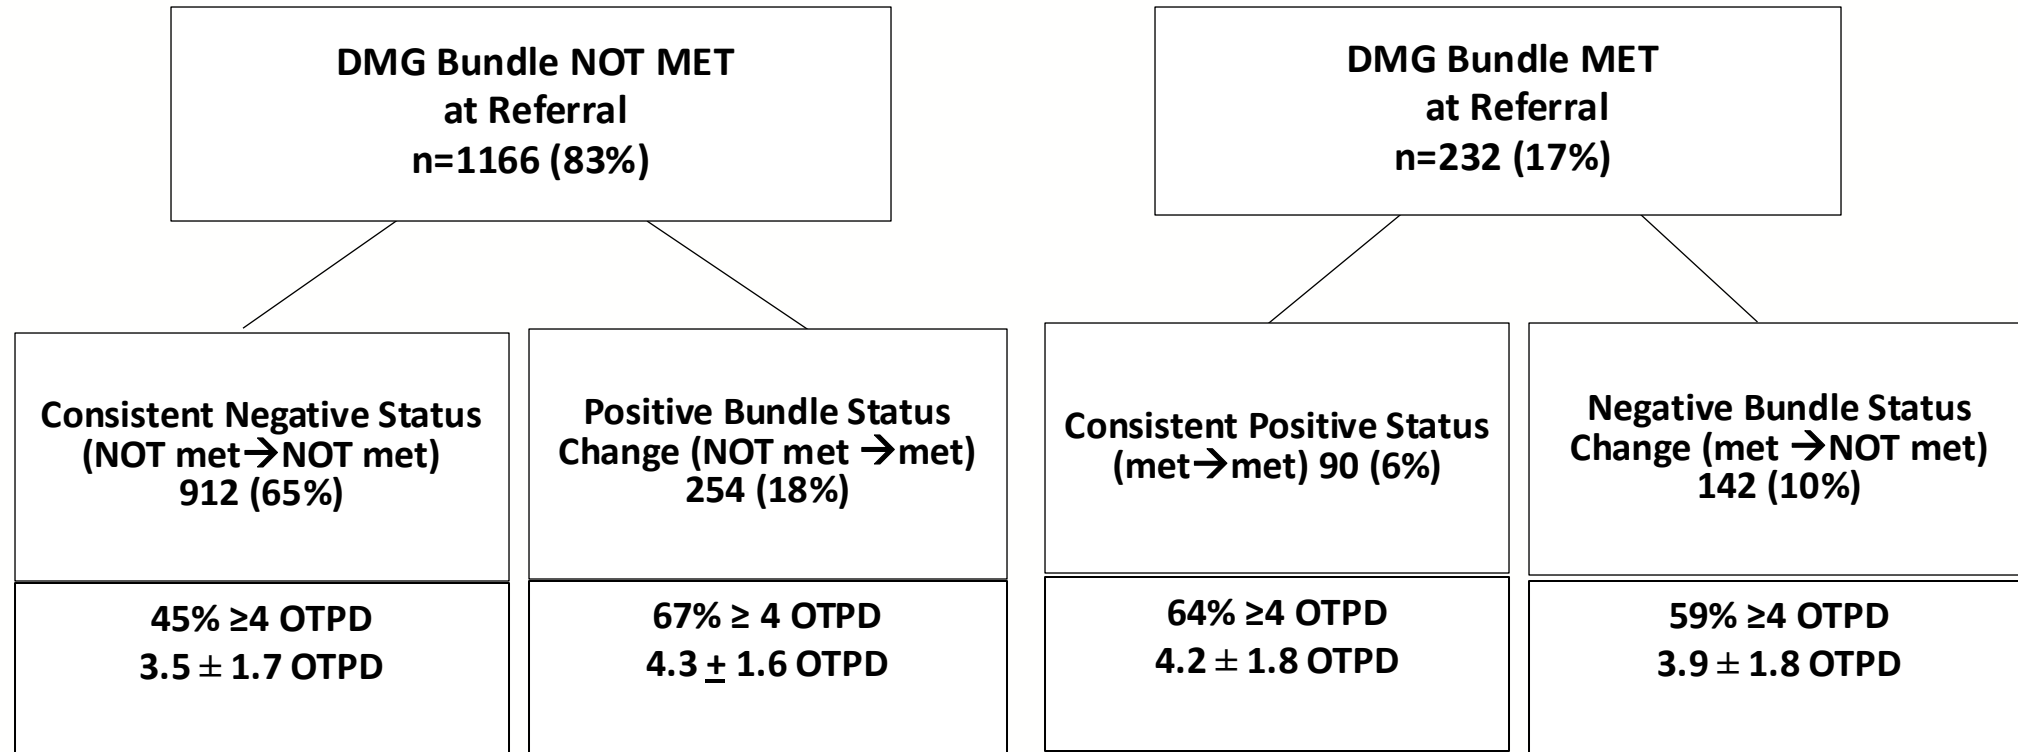 DMG Bundle NOT MET
at Referral
n=1166 (83%)
DMG Bundle MET
at Referral
n=232 (17%)
Consistent Negative Status
(NOT met→NOT met)
912 (65%)
Positive Bundle Status
Change (NOT met →met)
254 (18%)
Consistent Positive Status
(met→met) 90 (6%)
Negative Bundle Status
Change (met →NOT met)
142 (10%)
45% ≥4 OTPD
3.5 ± 1.7 OTPD
67% ≥ 4 OTPD
4.3 ± 1.6 OTPD
64% ≥4 OTPD
4.2 ± 1.8 OTPD
59% ≥4 OTPD
3.9 ± 1.8 OTPD